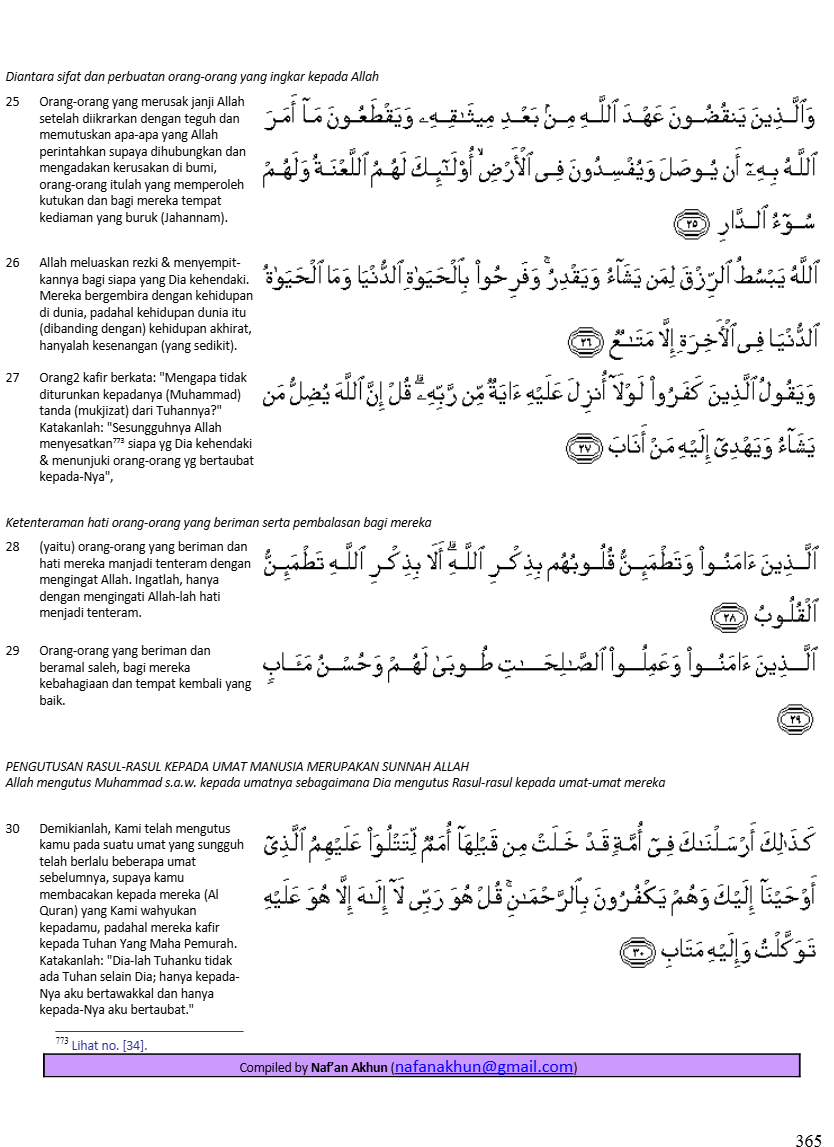 Diantara sifat dan perbuatan orang-orang yang ingkar kepada Allah
25 Orang-orang yang merusak janji Allah
setelah diikrarkan dengan teguh dan
memutuskan apa-apa yang Allah
perintahkan supaya dihubungkan dan
mengadakan kerusakan di bumi,
orang-orang itulah yang memperoleh
kutukan dan bagi mereka tempat
kediaman yang buruk (Jahannam).
وَٱلَّذِينَ يَنقُضُونَ عَهْدَ ٱللَّهِ مِنۢ بَعْدِ مِيثَـٰقِهِۦ وَيَقْطَعُونَ مَآ أَمَرَ
ٱللَّهُ بِهِۦٓ أَن يُوصَلَ وَيُفْسِدُونَ فِى ٱلْأَرْضِ ۙ أُو۟لَـٰٓئِكَ لَهُمُ ٱللَّعْنَةُ وَلَهُمْ
سُوٓءُ ٱلدَّارِ ٢٥
26 Allah meluaskan rezki & menyempit-
kannya bagi siapa yang Dia kehendaki.
Mereka bergembira dengan kehidupan
di dunia, padahal kehidupan dunia itu
(dibanding dengan) kehidupan akhirat,
hanyalah kesenangan (yang sedikit).
ٱللَّهُ يَبْسُطُ ٱلرِّزْقَ لِمَن يَشَآءُ وَيَقْدِرُ ۚ وَفَرِحُوا۟ بِٱلْحَيَوٰةِ ٱلدُّنْيَا وَمَا ٱلْحَيَوٰةُ
ٱلدُّنْيَا فِى ٱلْأَخِرَةِ إِلَّا مَتَـٰعٌ ٢٦
27 Orang2 kafir berkata: "Mengapa tidak
diturunkan kepadanya (Muhammad)
tanda (mukjizat) dari Tuhannya?"
Katakanlah: "Sesungguhnya Allah
menyesatkan⁷⁷³ siapa yg Dia kehendaki
& menunjuki orang-orang yg bertaubat
kepada-Nya",
وَيَقُولُ ٱلَّذِينَ كَفَرُوا۟ لَوْلَآ أُنزِلَ عَلَيْهِ ءَايَةٌ مِّن رَّبِّهِۦ ۗ قُلْ إِنَّ ٱللَّهَ يُضِلُّ مَن
يَشَآءُ وَيَهْدِىٓ إِلَيْهِ مَنْ أَنَابَ ٢٧
Ketenteraman hati orang-orang yang beriman serta pembalasan bagi mereka
28 (yaitu) orang-orang yang beriman dan
hati mereka manjadi tenteram dengan
mengingat Allah. Ingatlah, hanya
dengan mengingati Allah-lah hati
menjadi tenteram.
ٱلَّذِينَ ءَامَنُوا۟ وَتَطْمَئِنُّ قُلُوبُهُم بِذِكْرِ ٱللَّهِ ۗ أَلَا بِذِكْرِ ٱللَّهِ تَطْمَئِنُّ
ٱلْقُلُوبُ ٢٨
29 Orang-orang yang beriman dan
beramal saleh, bagi mereka
kebahagiaan dan tempat kembali yang
baik.
ٱلَّذِينَ ءَامَنُوا۟ وَعَمِلُوا۟ ٱلصَّـٰلِحَـٰتِ طُوبَىٰ لَهُمْ وَحُسْنُ مَـَٔابٍ
٢٩
PENGUTUSAN RASUL-RASUL KEPADA UMAT MANUSIA MERUPAKAN SUNNAH ALLAH
Allah mengutus Muhammad s.a.w. kepada umatnya sebagaimana Dia mengutus Rasul-rasul kepada umat-umat mereka
30 Demikianlah, Kami telah mengutus
kamu pada suatu umat yang sungguh
telah berlalu beberapa umat
sebelumnya, supaya kamu
membacakan kepada mereka (Al
Quran) yang Kami wahyukan
kepadamu, padahal mereka kafir
kepada Tuhan Yang Maha Pemurah.
Katakanlah: "Dia-lah Tuhanku tidak
ada Tuhan selain Dia; hanya kepada-
Nya aku bertawakkal dan hanya
kepada-Nya aku bertaubat."
كَذَٰلِكَ أَرْسَلْنَـٰكَ فِىٓ أُمَّةٍ قَدْ خَلَتْ مِن قَبْلِهَآ أُمَمٌ لِّتَتْلُوَا۟ عَلَيْهِمُ ٱلَّذِىٓ
أَوْحَيْنَآ إِلَيْكَ وَهُمْ يَكْفُرُونَ بِٱلرَّحْمَـٰنِ ۚ قُلْ هُوَ رَبِّى لَآ إِلَـٰهَ إِلَّا هُوَ عَلَيْهِ
تَوَكَّلْتُ وَإِلَيْهِ مَتَابِ ٣٠
⁷⁷³ Lihat no. [34].
Compiled by Naf'an Akhun (nafanakhun@gmail.com)
365